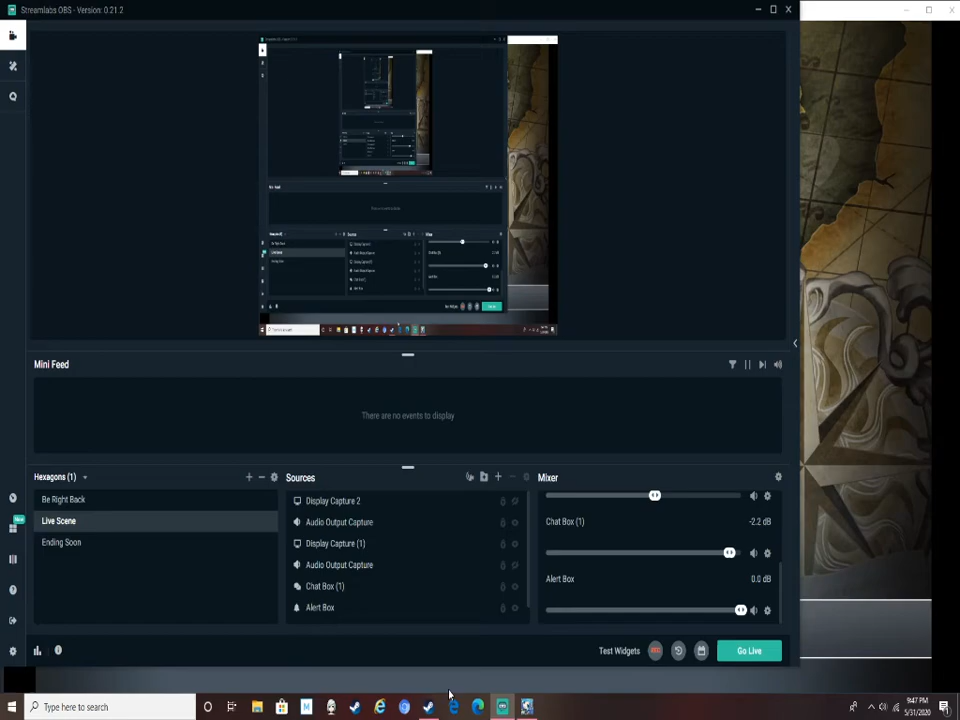 Streamlabs OBS - Version: 0.21.2
Mini Feed
There are no events to display
Hexagons (1)
Sources
Mixer
Be Right Back
Live Scene
Ending Soon
Display Capture 2
Audio Output Capture
Display Capture (1)
Audio Output Capture
Chat Box (1)
Alert Box
Chat Box (1)
-2.2 dB
Alert Box
0.0 dB
New
Test Widgets
REC
Go Live
Type here to search
9:47 PM
5/31/2020